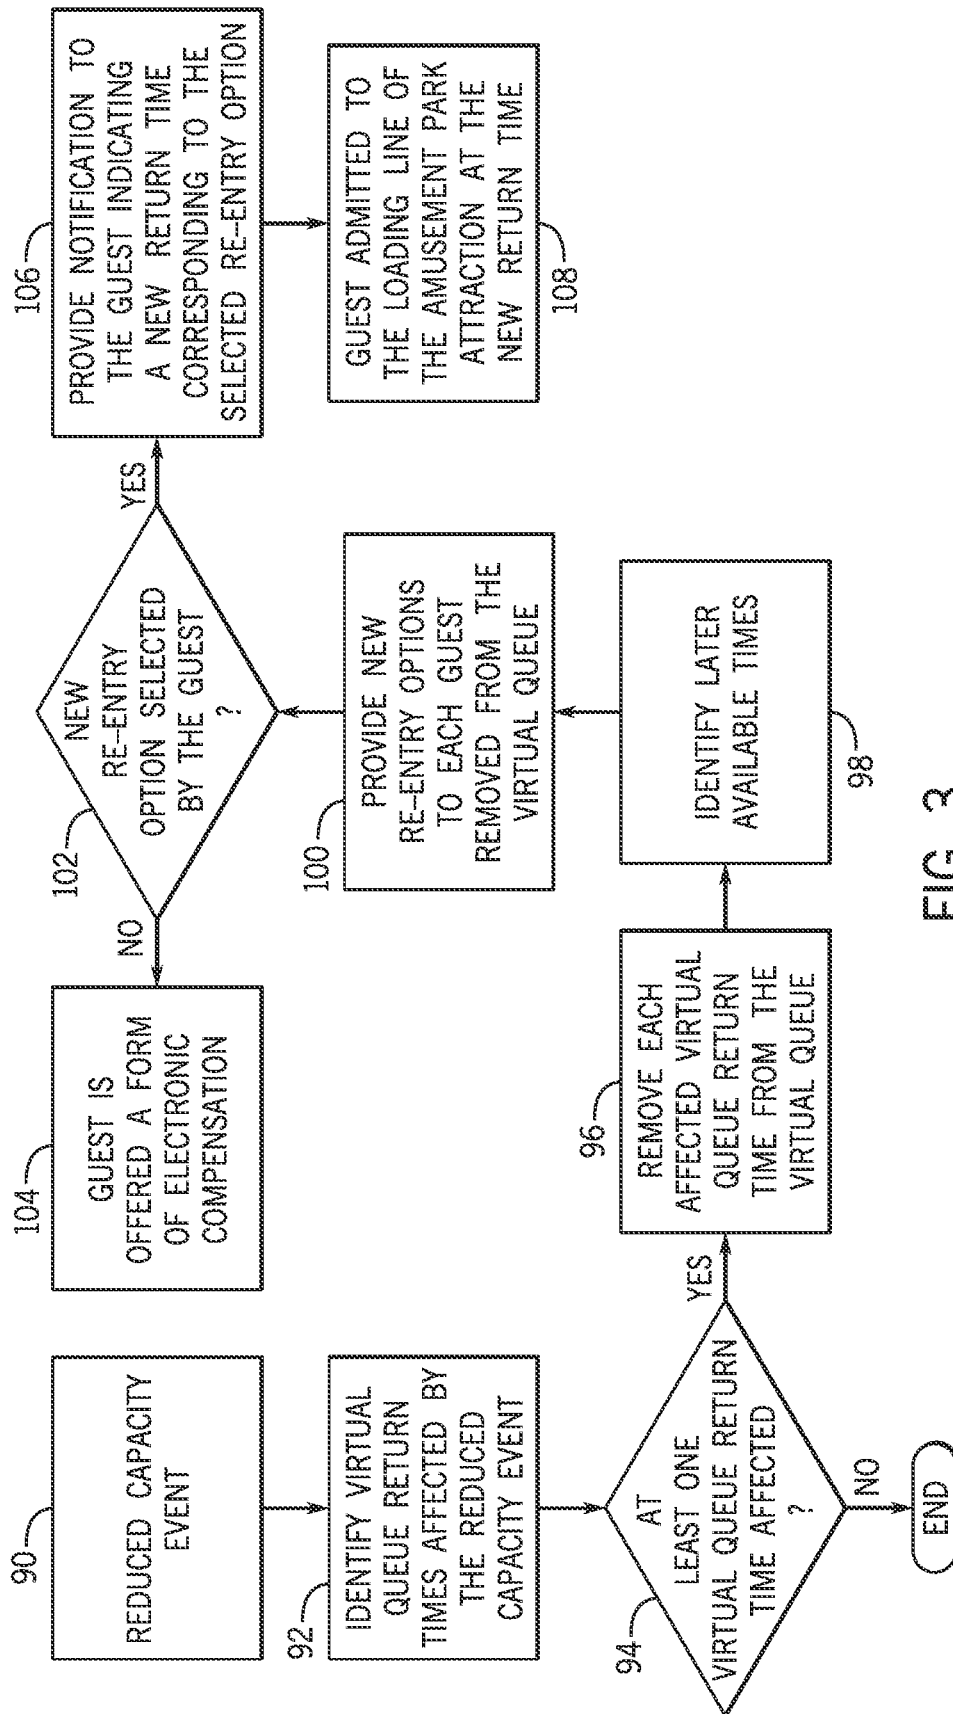 90
REDUCED CAPACITY
EVENT
92
IDENTIFY VIRTUAL
QUEUE RETURN
TIMES AFFECTED BY
THE REDUCED
CAPACITY EVENT
94
AT
LEAST ONE
VIRTUAL QUEUE RETURN
TIME AFFECTED
?
NO
END
YES
96
REMOVE EACH
AFFECTED VIRTUAL
QUEUE RETURN
TIME FROM THE
VIRTUAL QUEUE
98
IDENTIFY LATER
AVAILABLE TIMES
100
PROVIDE NEW
RE-ENTRY OPTIONS
TO EACH GUEST
REMOVED FROM THE
VIRTUAL QUEUE
102
NEW
RE-ENTRY
OPTION SELECTED
BY THE GUEST
?
NO
104
GUEST IS
OFFERED A FORM
OF ELECTRONIC
COMPENSATION
YES
106
PROVIDE NOTIFICATION TO
THE GUEST INDICATING
A NEW RETURN TIME
CORRESPONDING TO THE
SELECTED RE-ENTRY OPTION
108
GUEST ADMITTED TO
THE LOADING LINE OF
THE AMUSEMENT PARK
ATTRACTION AT THE
NEW RETURN TIME
FIG. 3